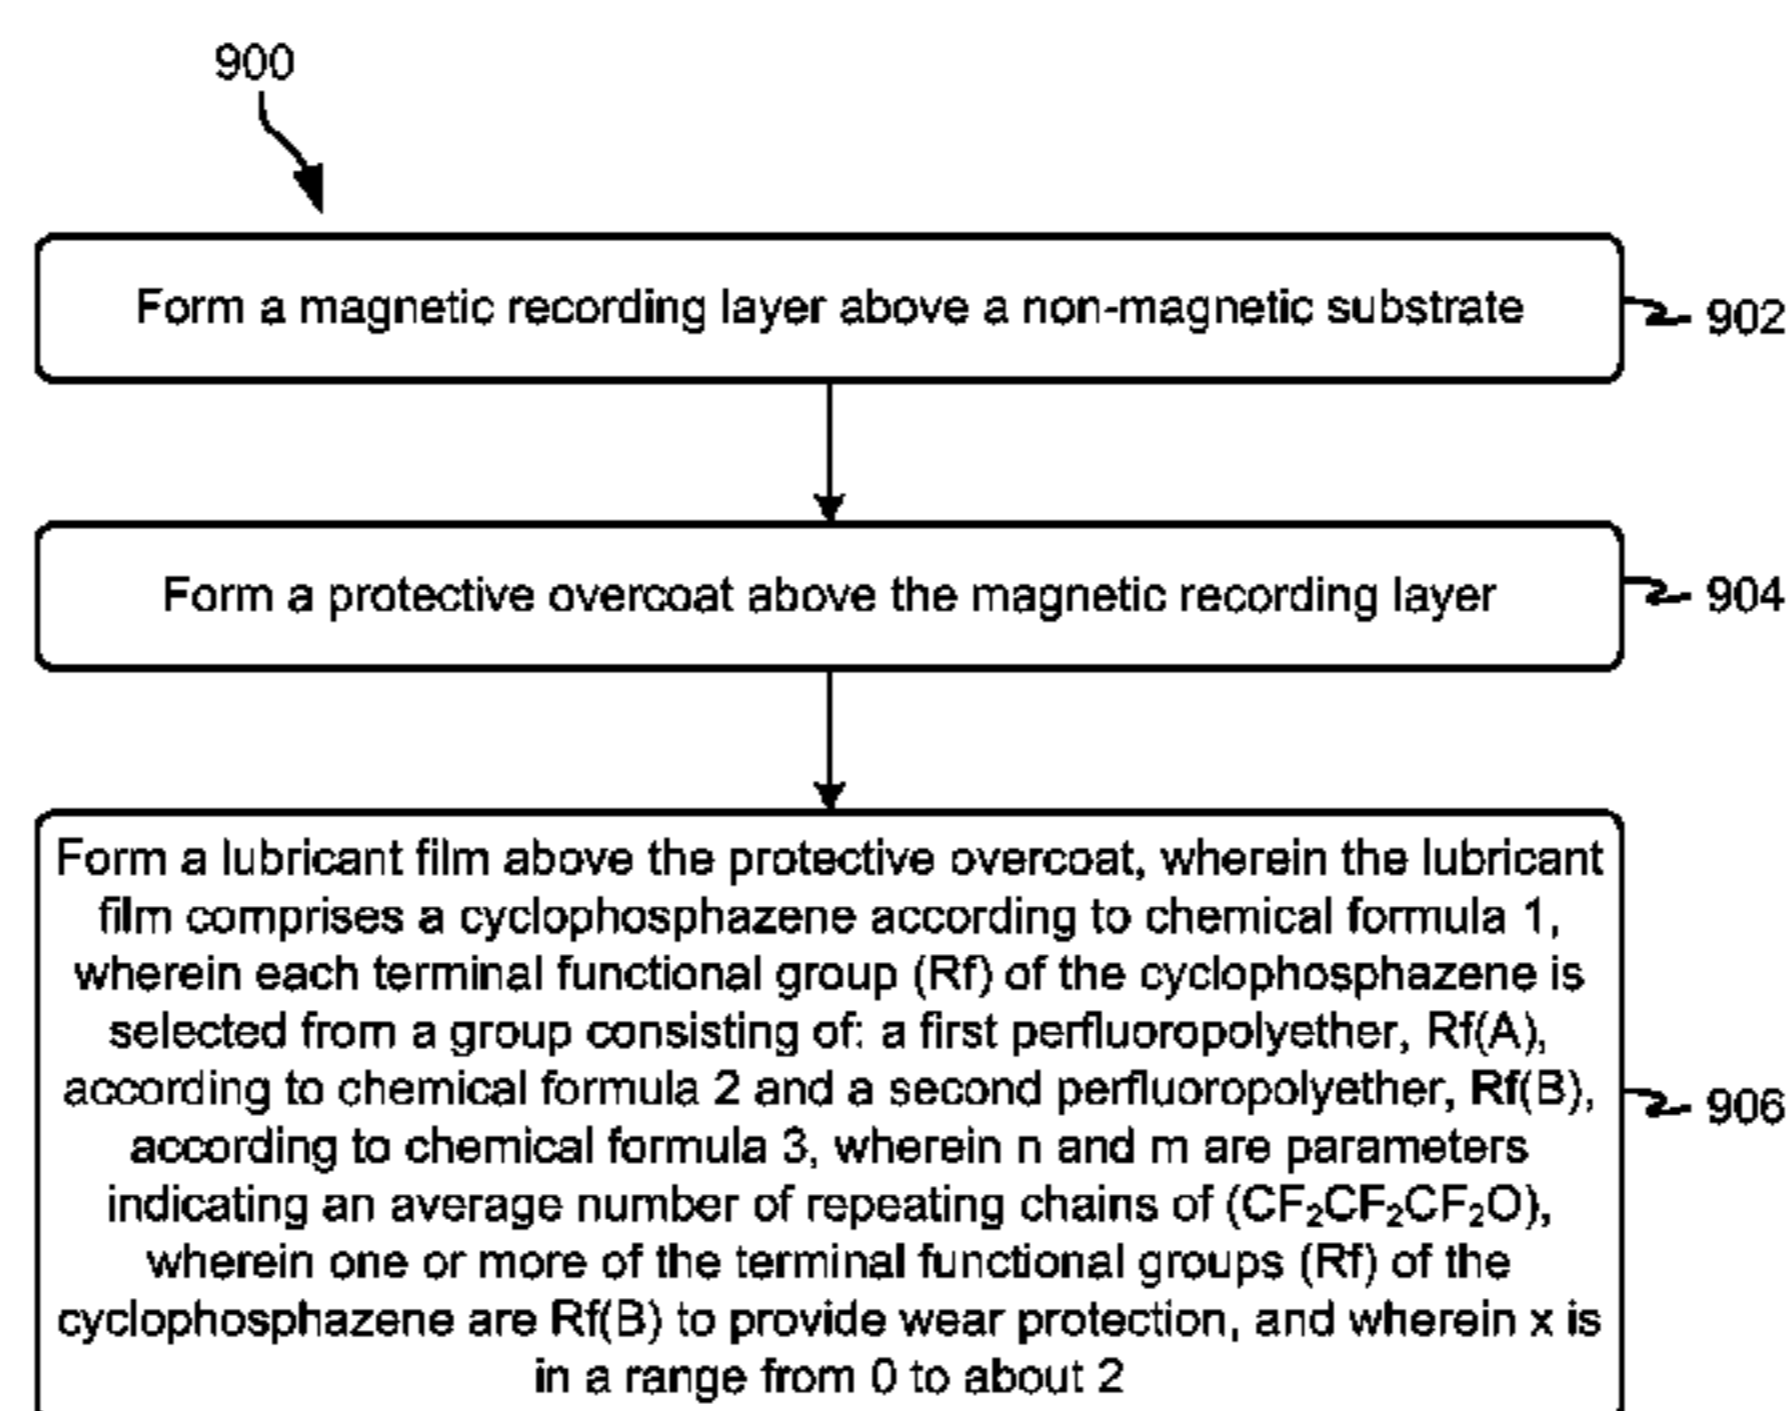 900
Form a magnetic recording layer above a non-magnetic substrate
902
Form a protective overcoat above the magnetic recording layer
904
Form a lubricant film above the protective overcoat, wherein the lubricant
film comprises a cyclophosphazene according to chemical formula 1,
wherein each terminal functional group (Rf) of the cyclophosphazene is
selected from a group consisting of: a first perfluoropolyether, Rf(A),
according to chemical formula 2 and a second perfluoropolyether, Rf(B),
according to chemical formula 3, wherein n and m are parameters
indicating an average number of repeating chains of (CF₂CF₂CF₂O),
wherein one or more of the terminal functional groups (Rf) of the
cyclophosphazene are Rf(B) to provide wear protection, and wherein x is
in a range from 0 to about 2
906